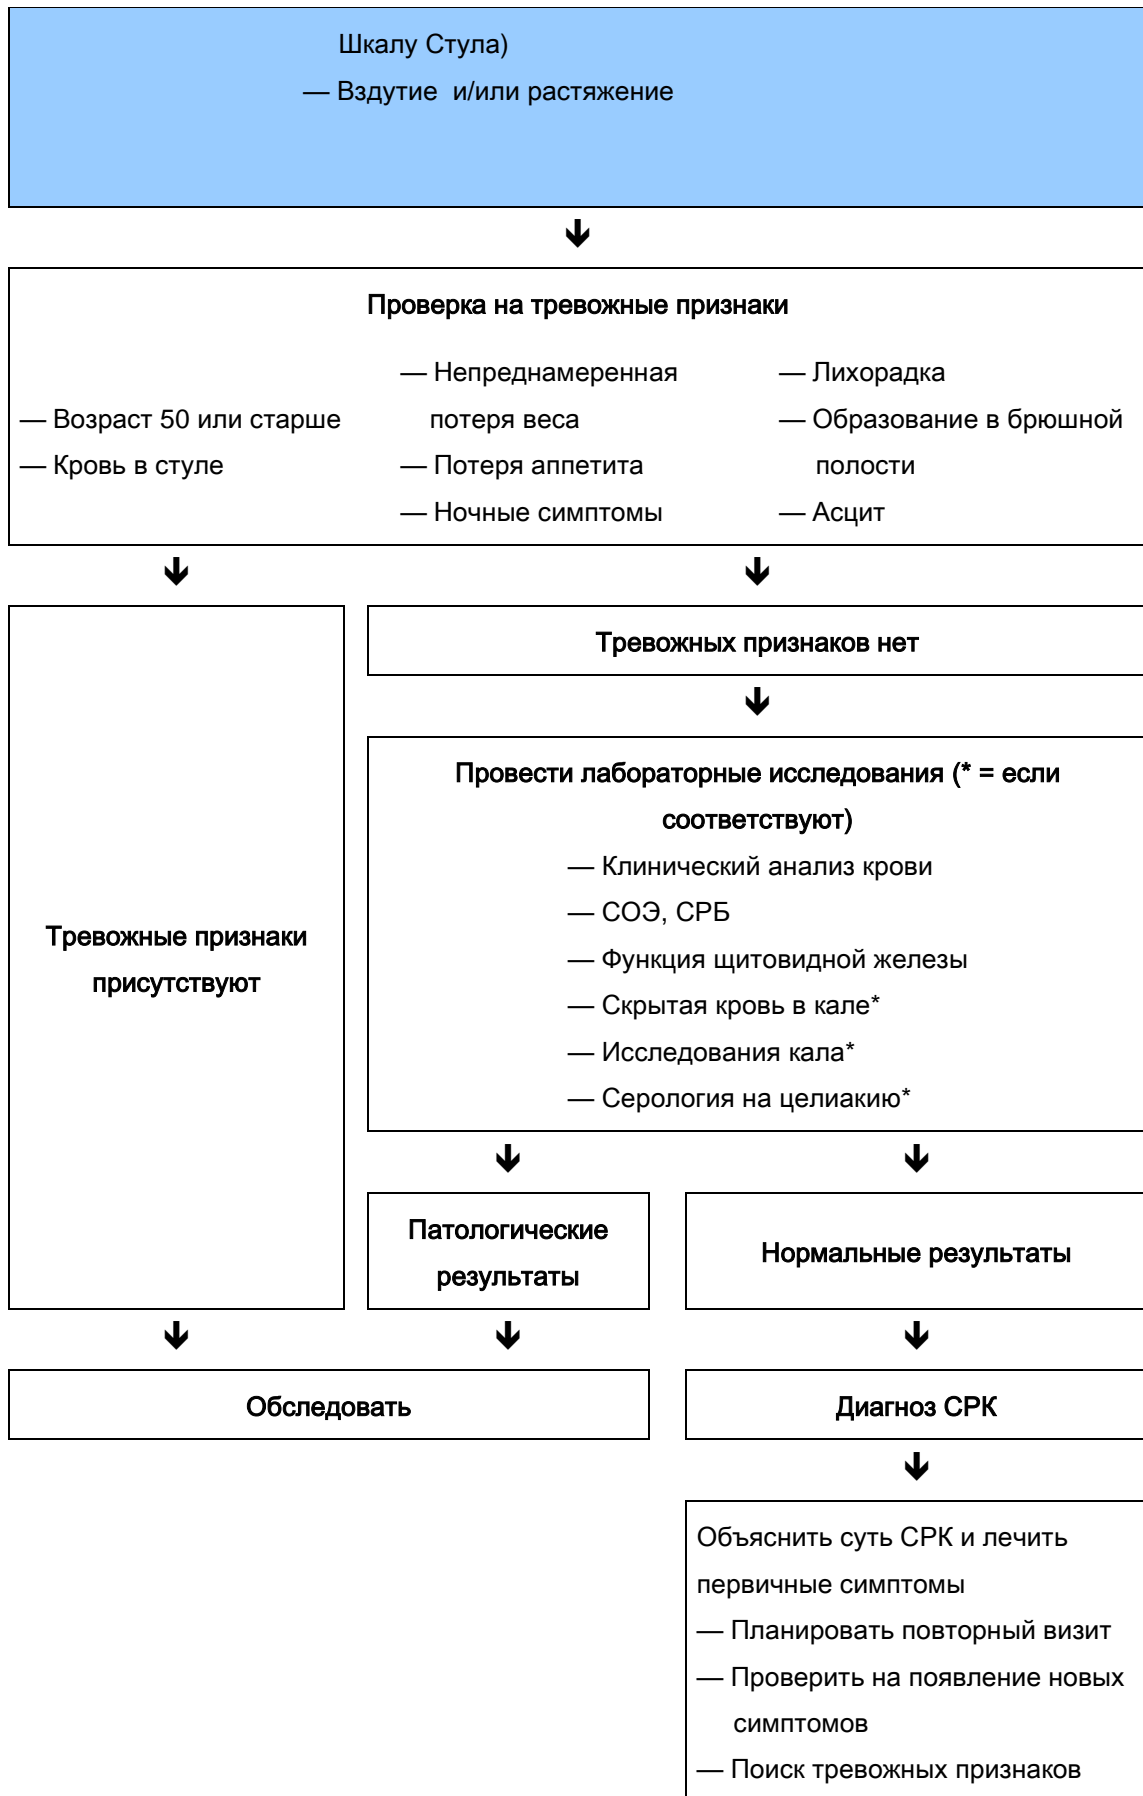 Шкалу Стула)
— Вздутие и/или растяжение
Проверка на тревожные признаки
— Возраст 50 или старше
— Кровь в стуле
— Непреднамеренная
потеря веса
— Потеря аппетита
— Ночные симптомы
— Лихорадка
— Образование в брюшной
полости
— Асцит
Тревожные признаки
присутствуют
Тревожных признаков нет
Провести лабораторные исследования (* = если
соответствуют)
— Клинический анализ крови
— СОЭ, СРБ
— Функция щитовидной железы
— Скрытая кровь в кале*
— Исследования кала*
— Серология на целиакию*
Патологические
результаты
Нормальные результаты
Обследовать
Диагноз СРК
Объяснить суть СРК и лечить
первичные симптомы
— Планировать повторный визит
— Проверить на появление новых
симптомов
— Поиск тревожных признаков